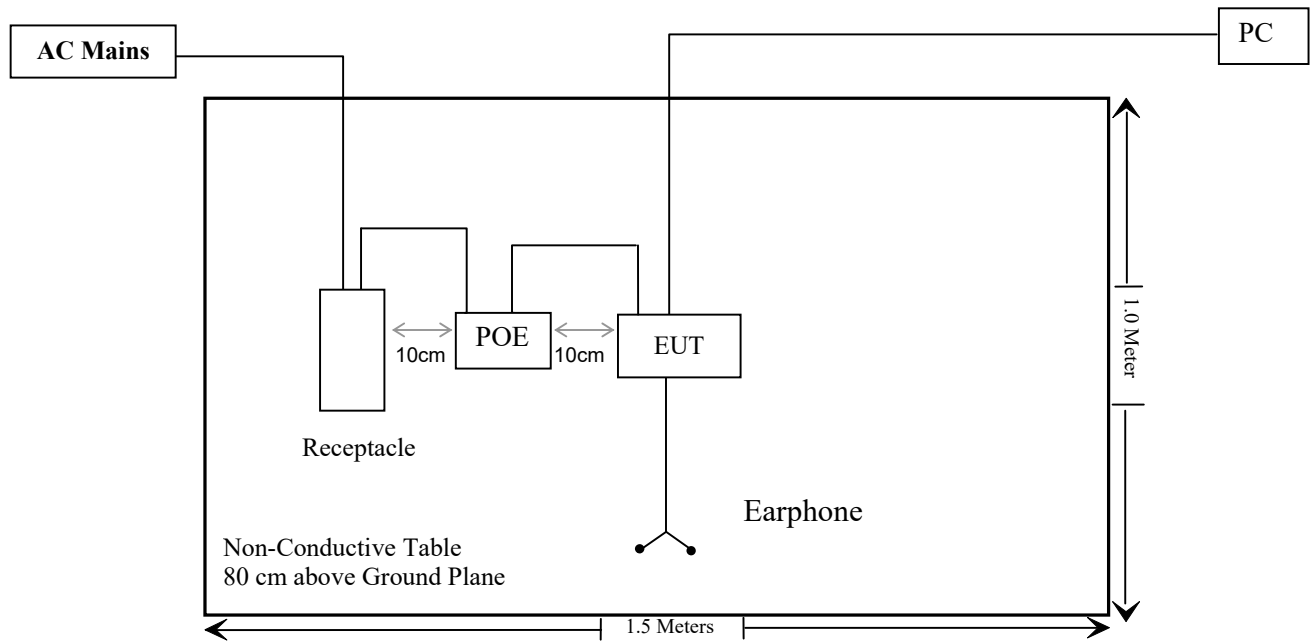 PC
AC Mains
POE
EUT
10cm
10cm
1.0 Meter
Receptacle
Earphone
Non-Conductive Table
80 cm above Ground Plane
1.5 Meters